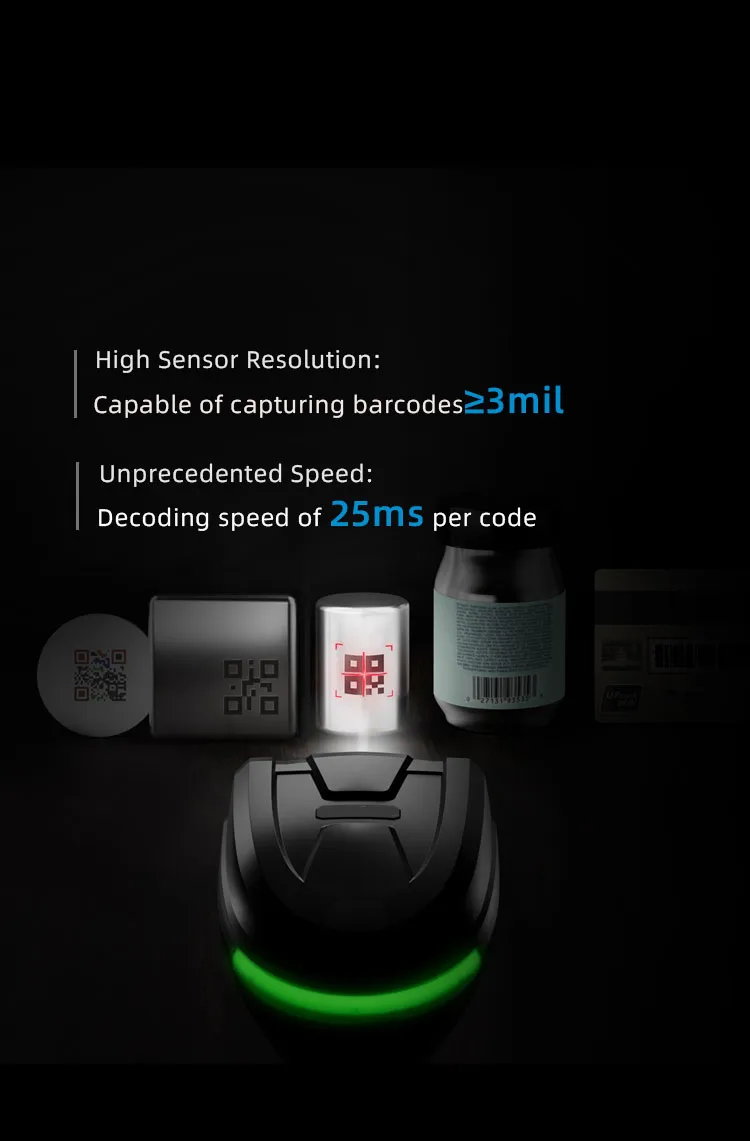 High Sensor Resolution:
Capable of capturing barcodes≥3mil
Unprecedented Speed:
Decoding speed of 25ms per code